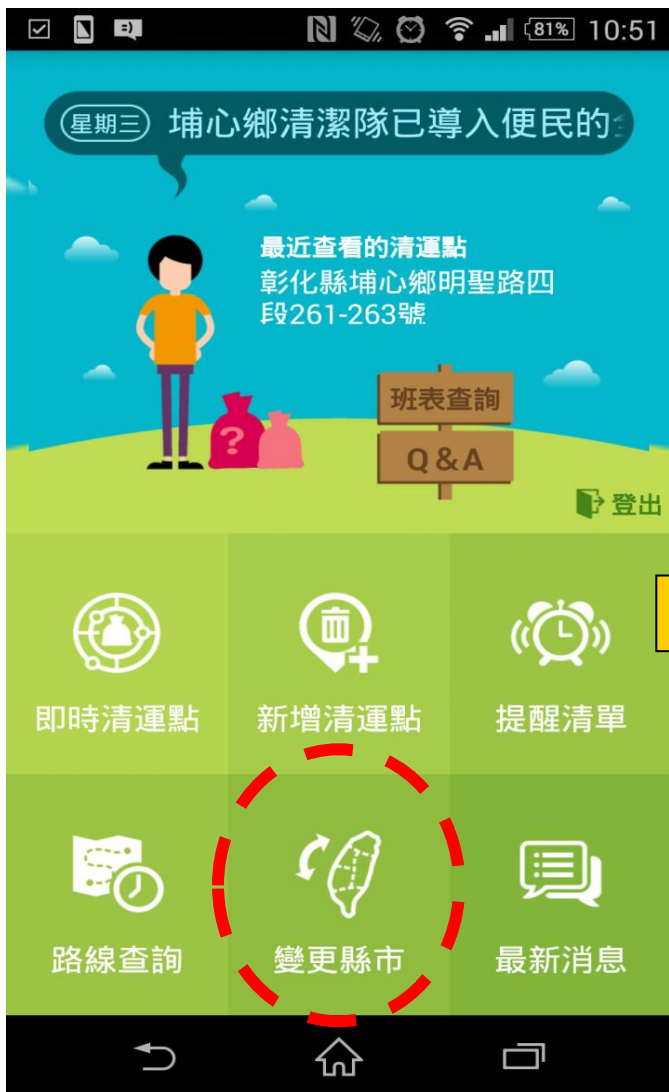 81% 10:51
星期三 埔心鄉清潔隊已導入便民的
最近查看的清運點
彰化縣埔心鄉明聖路四
段261-263號
班表查詢
Q&A
登出
?
即時清運點 新增清運點 提醒清單
路線查詢 變更縣市 最新消息